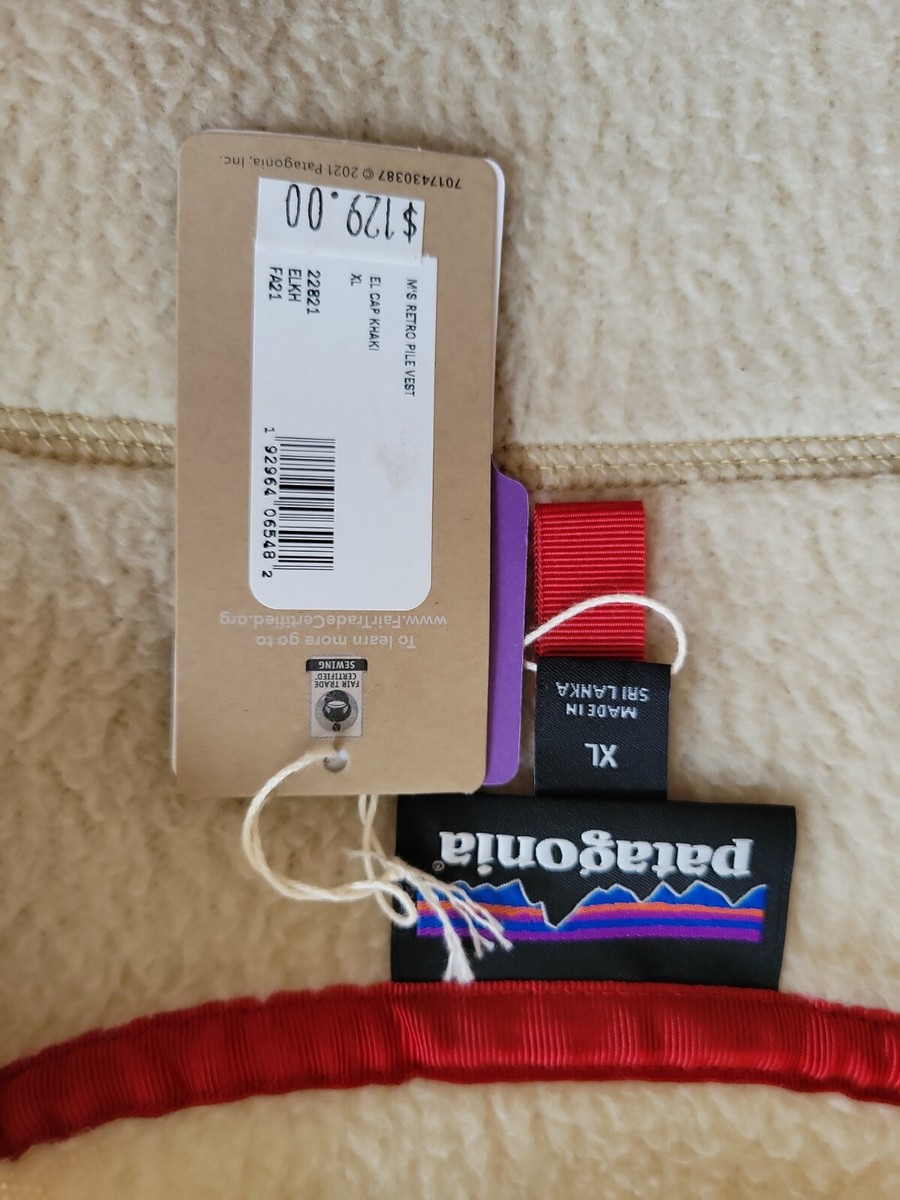 7017430387 © 2021 Patagonia, Inc.
$129.00
M'S RETRO PILE VEST
EL CAP KHAKI
XL
22821
ELKH
FA21
1 92964 06548 2
To learn more go to
www.FairTradeCertified.org
FAIR TRADE
CERTIFIED
SEWING
XL
MADE IN
SRI LANKA
patagonia®